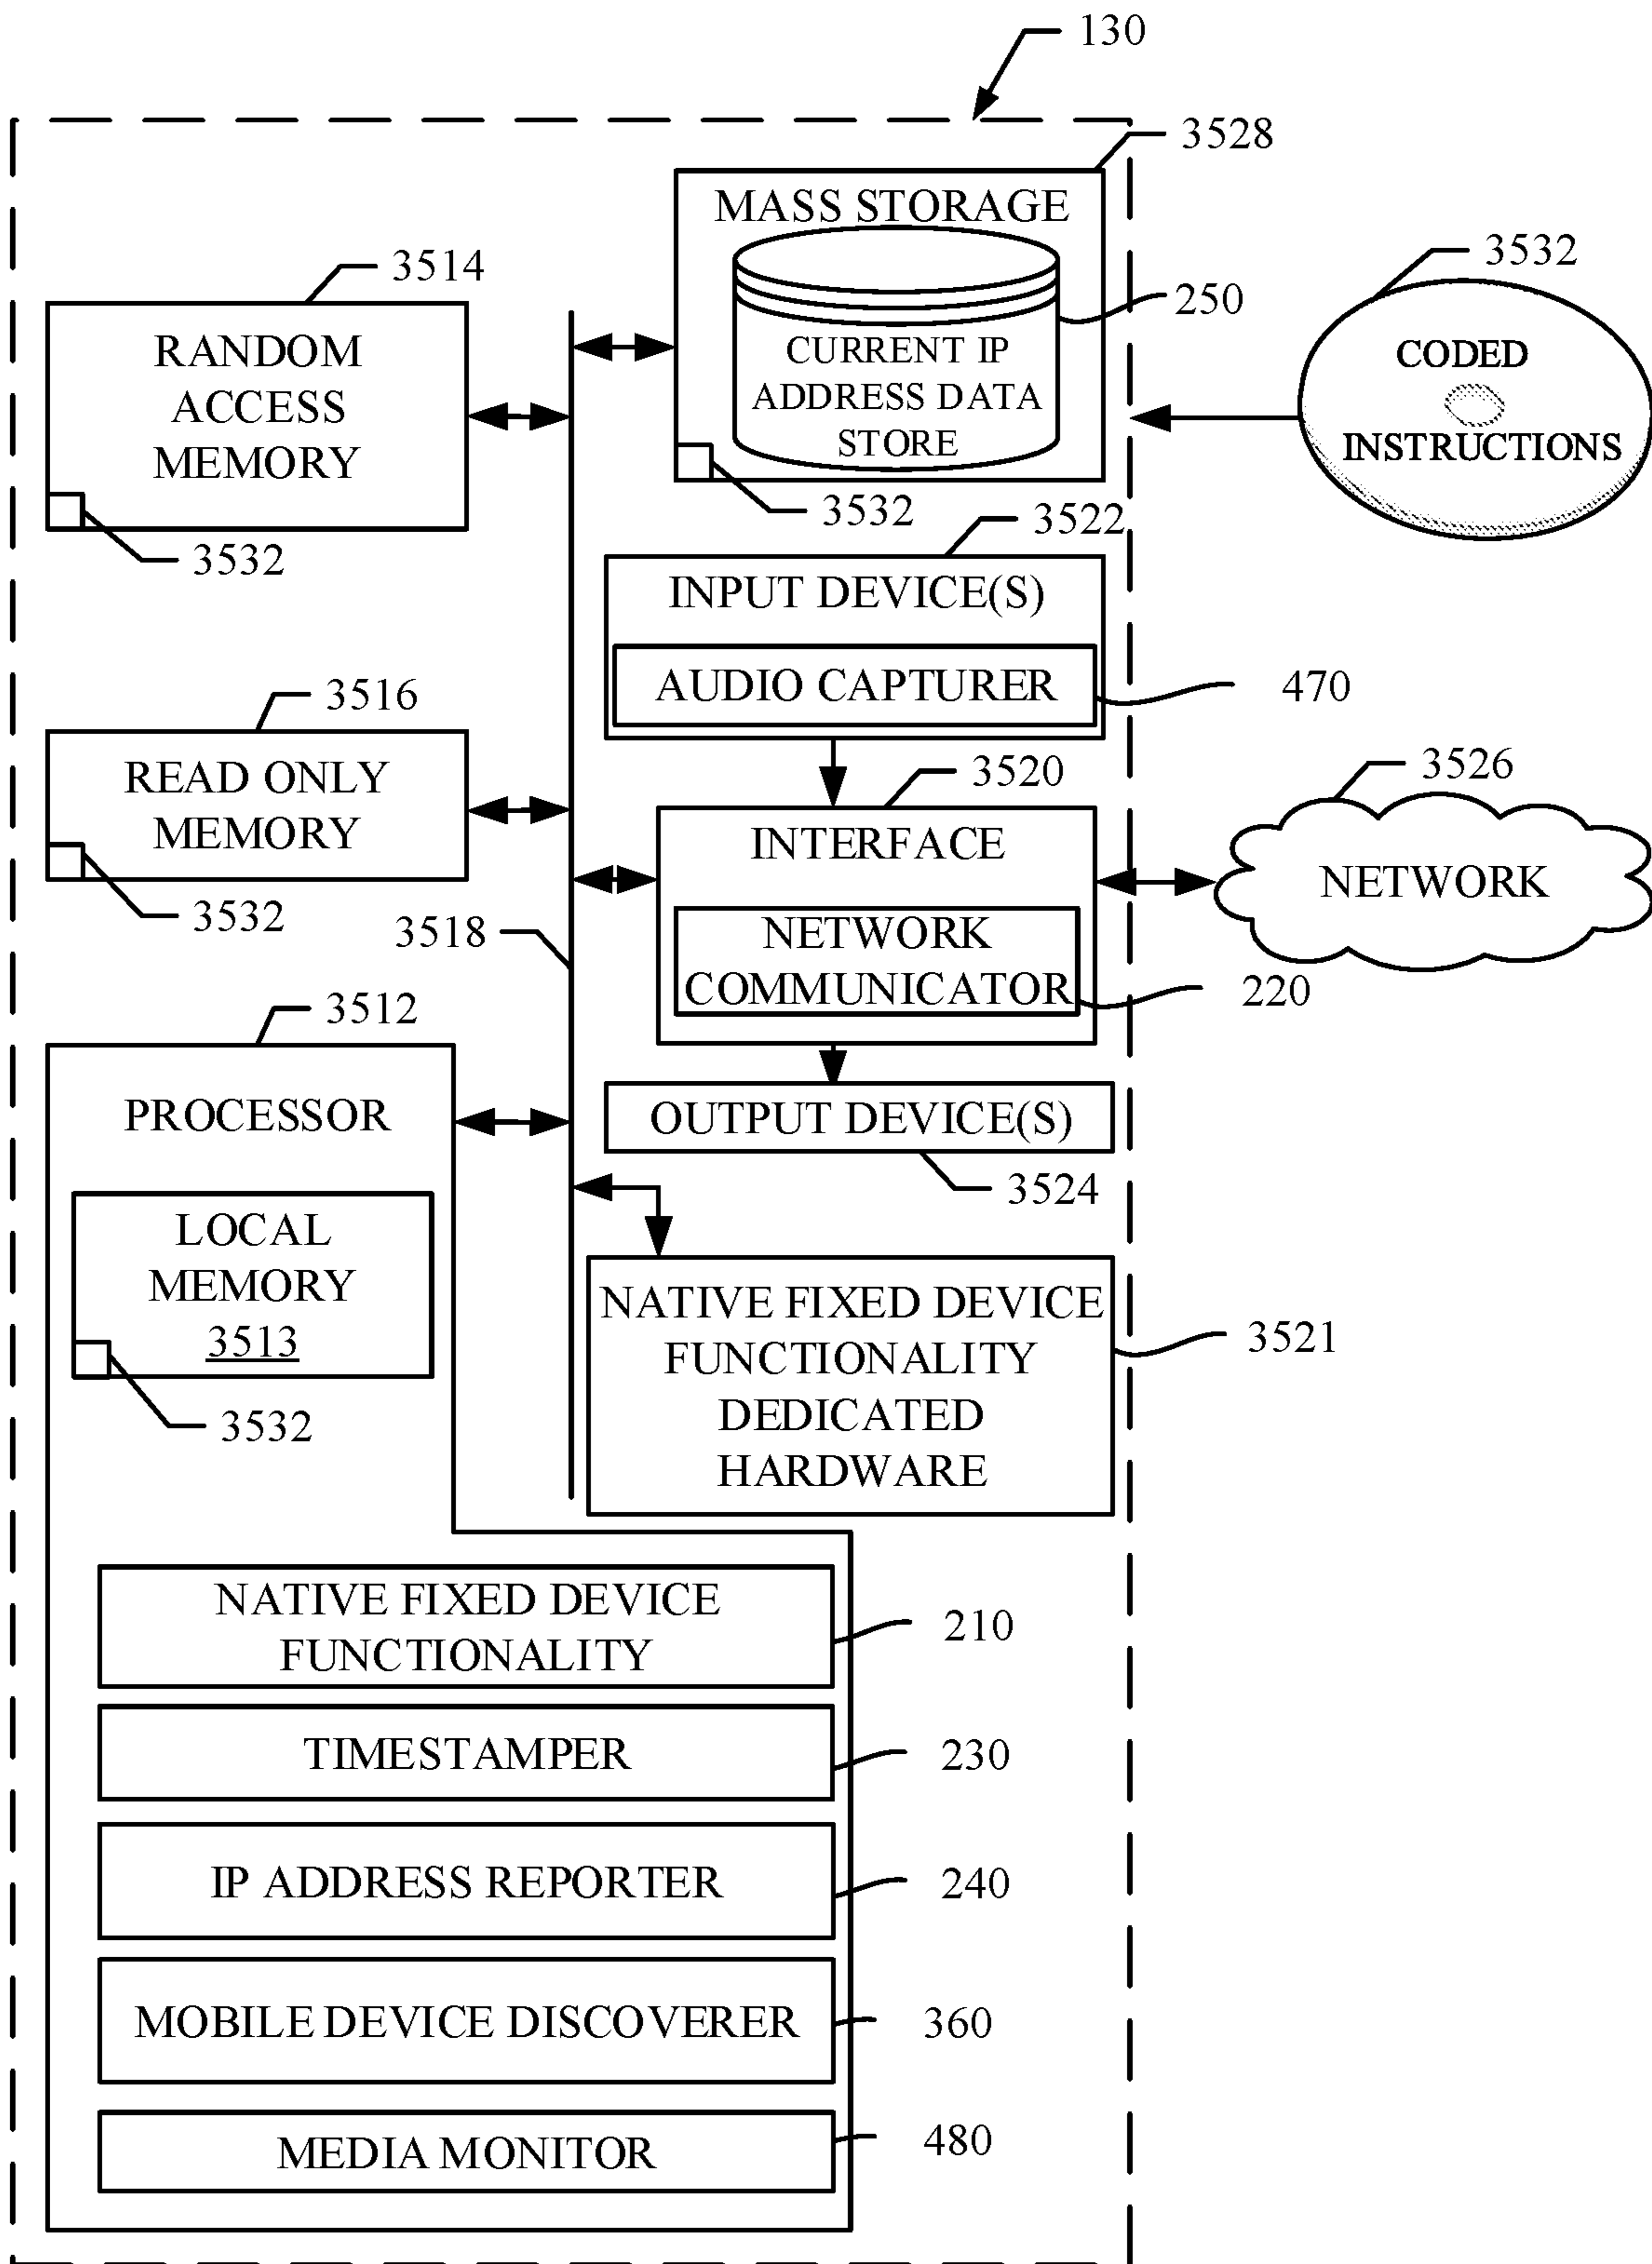 130
3528
MASS STORAGE
3514
3532
250
RANDOM
ACCESS
MEMORY
CURRENT IP
ADDRESS DATA
STORE
CODED
INSTRUCTIONS
3532
3532
3522
INPUT DEVICE(S)
AUDIO CAPTURER
470
3516
READ ONLY
MEMORY
3532
3520
INTERFACE
3526
NETWORK
NETWORK
COMMUNICATOR
3518
220
3512
PROCESSOR
OUTPUT DEVICE(S)
3524
LOCAL
MEMORY
3513
3532
NATIVE FIXED DEVICE
FUNCTIONALITY
DEDICATED
HARDWARE
3521
NATIVE FIXED DEVICE
FUNCTIONALITY
210
TIMESTAMPER
230
IP ADDRESS REPORTER
240
MOBILE DEVICE DISCOVERER
360
MEDIA MONITOR
480